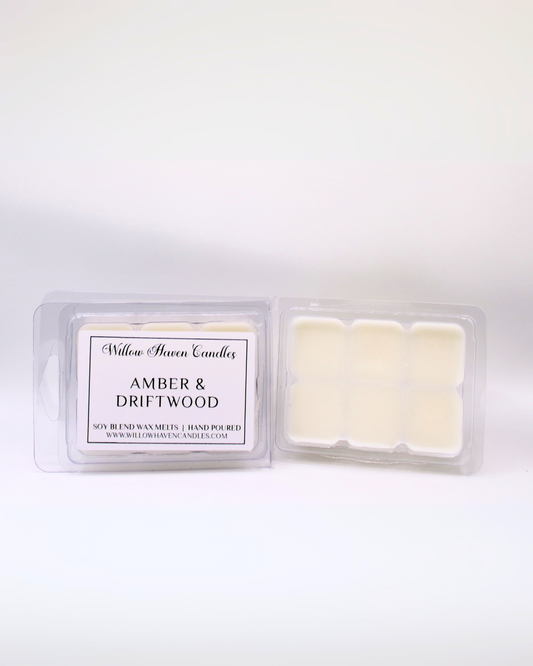 Willow Haven Candles
AMBER &
DRIFTWOOD
SOY BLEND WAX MELTS | HAND POURED
WWW.WILLOWHAVENCANDLES.COM